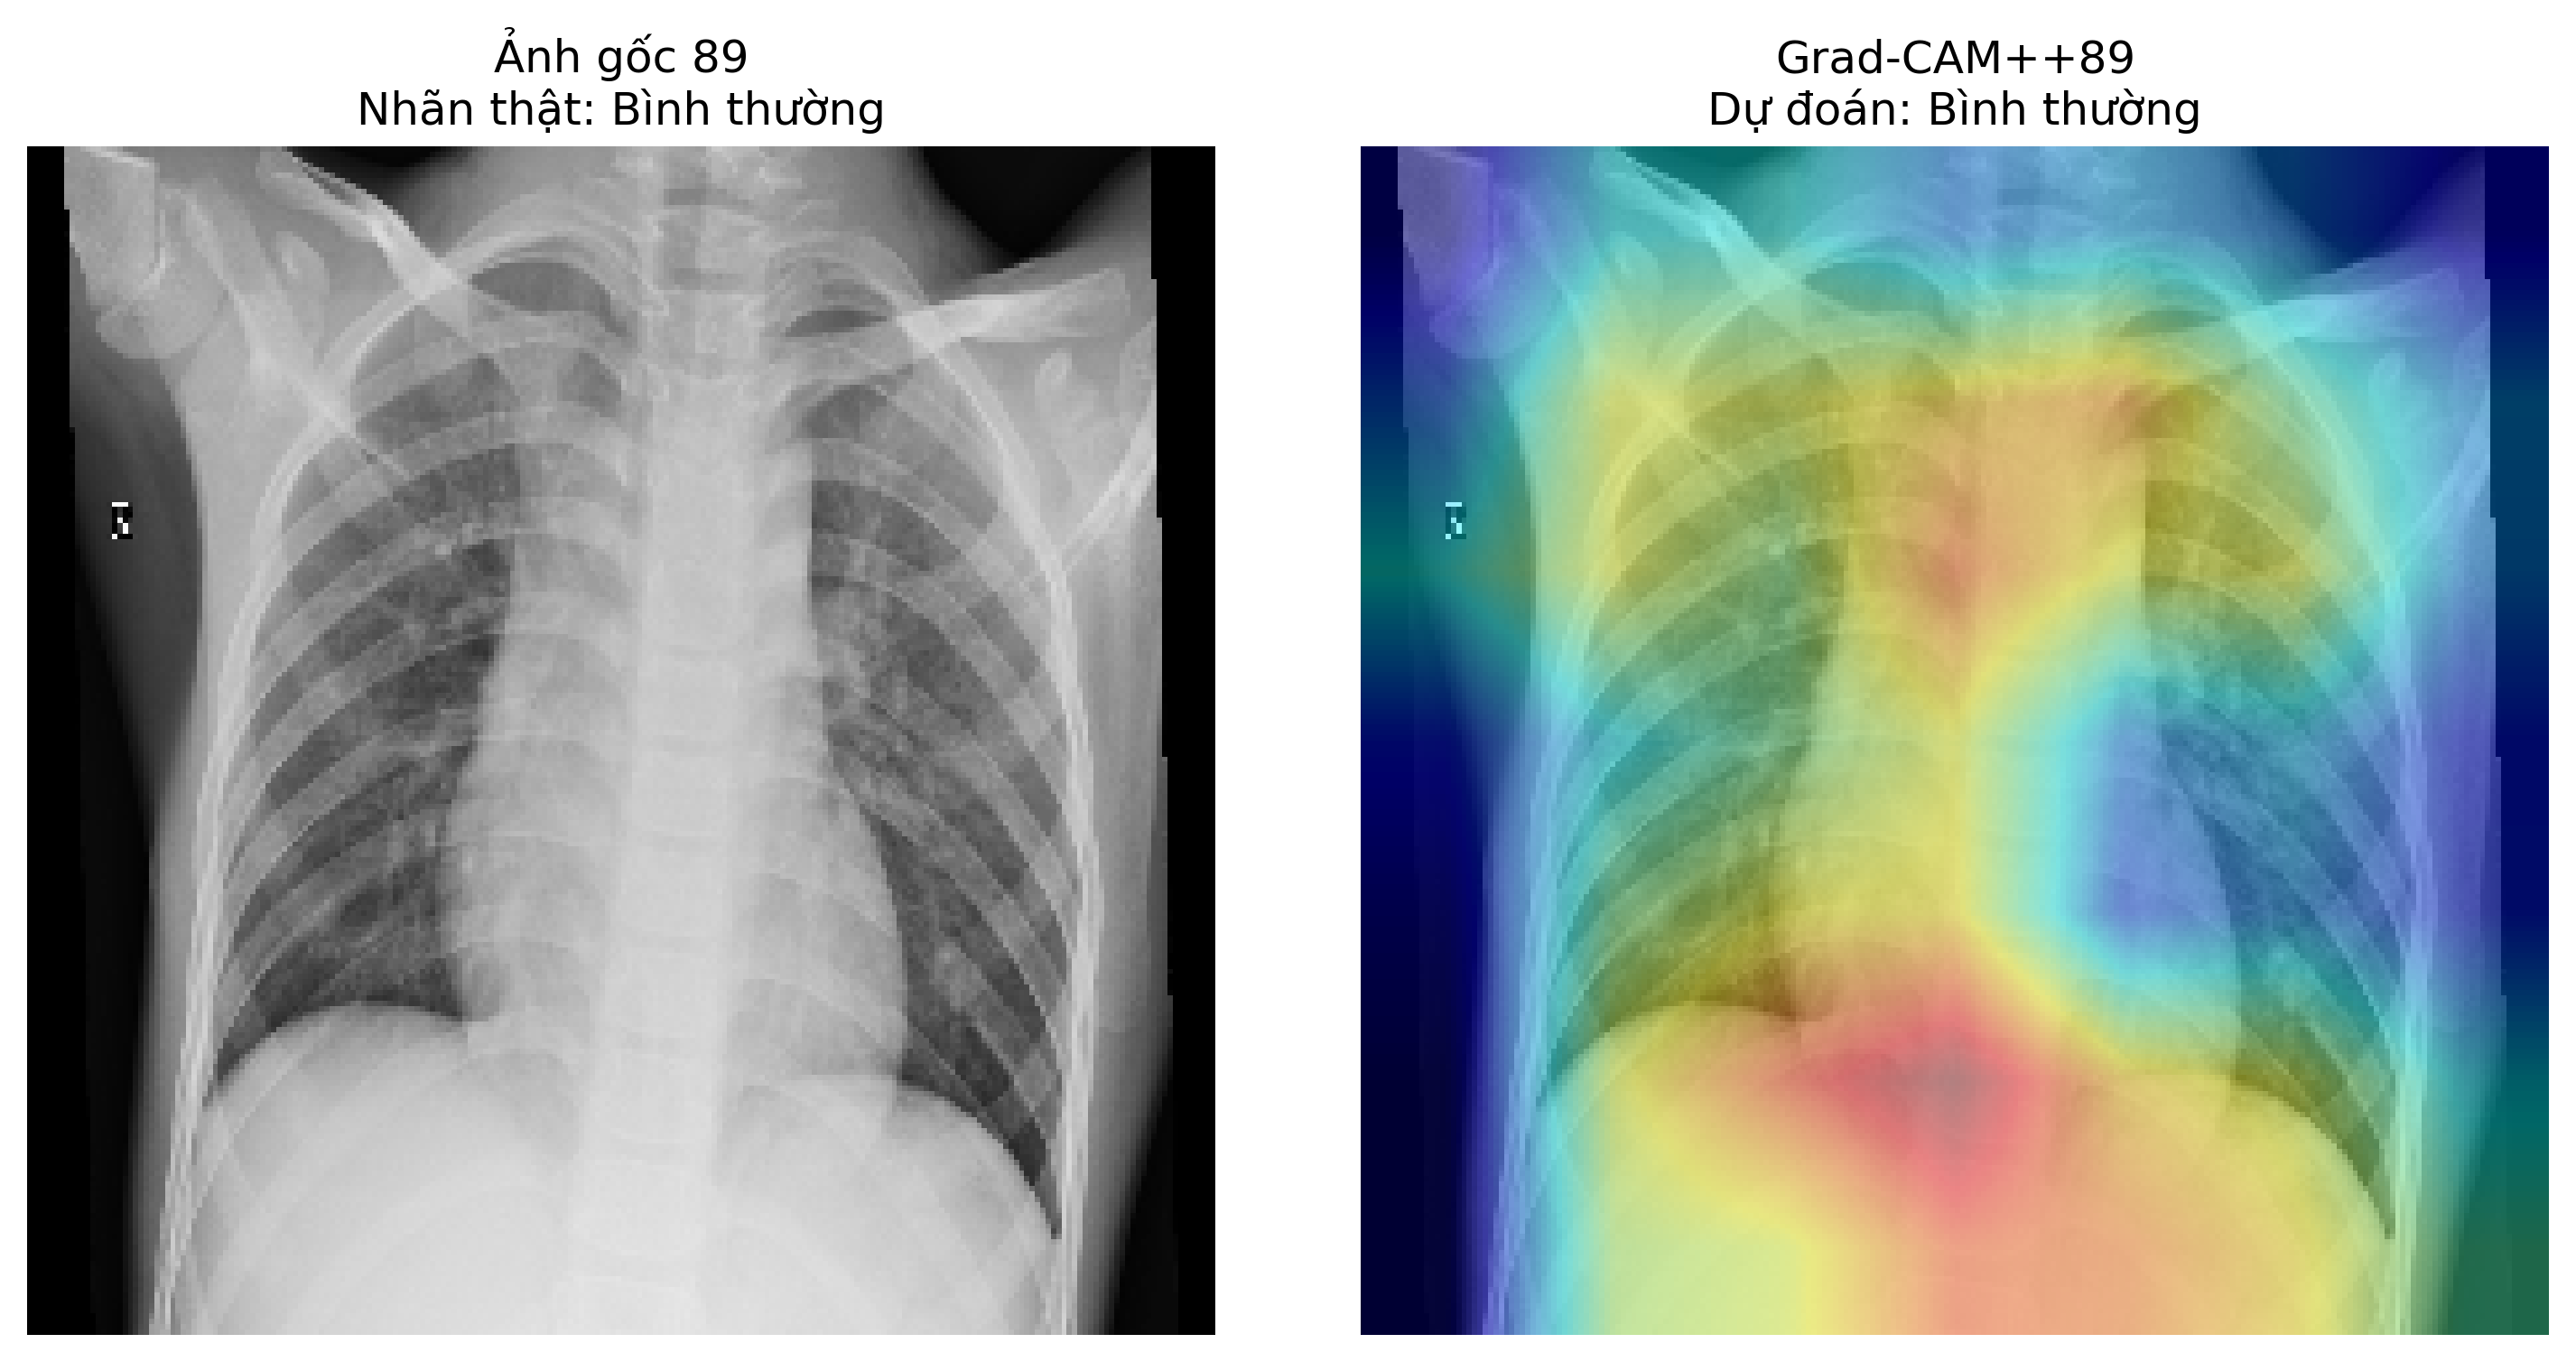 Ảnh gốc 89
Nhãn thật: Bình thường
Grad-CAM++89
Dự đoán: Bình thường
R